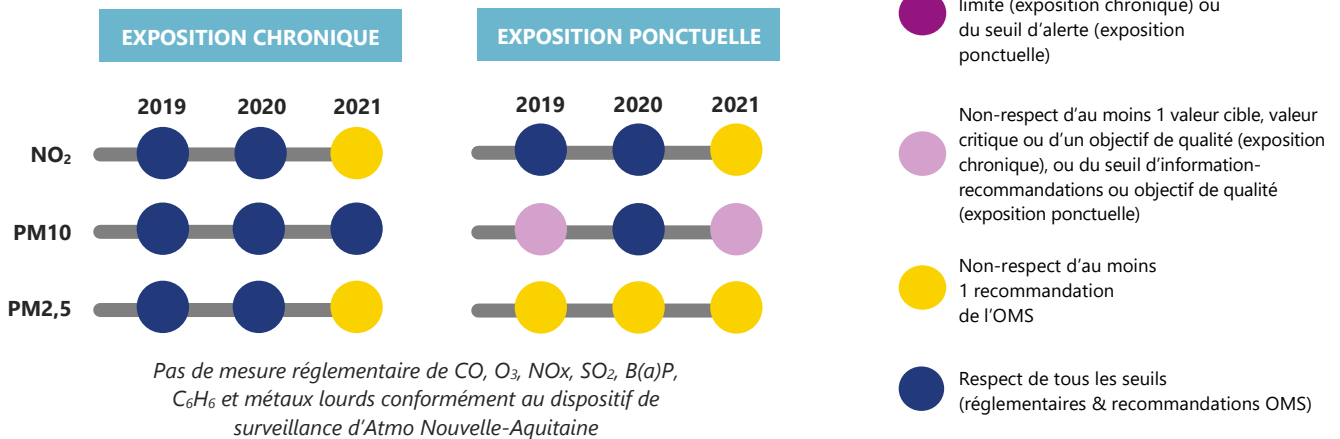 EXPOSITION CHRONIQUE
2019 2020 2021
NO₂
PM10
PM2,5
EXPOSITION PONCTUELLE
2019 2020 2021
Pas de mesure réglementaire de CO, O₃, NOx, SO₂, B(a)P,
C₆H₆ et métaux lourds conformément au dispositif de
surveillance d'Atmo Nouvelle-Aquitaine
limite (exposition chronique) ou
du seuil d'alerte (exposition
ponctuelle)
Non-respect d'au moins 1 valeur cible, valeur
critique ou d'un objectif de qualité (exposition
chronique), ou du seuil d'information-
recommandations ou objectif de qualité
(exposition ponctuelle)
Non-respect d'au moins
1 recommandation
de l'OMS
Respect de tous les seuils
(réglementaires & recommandations OMS)